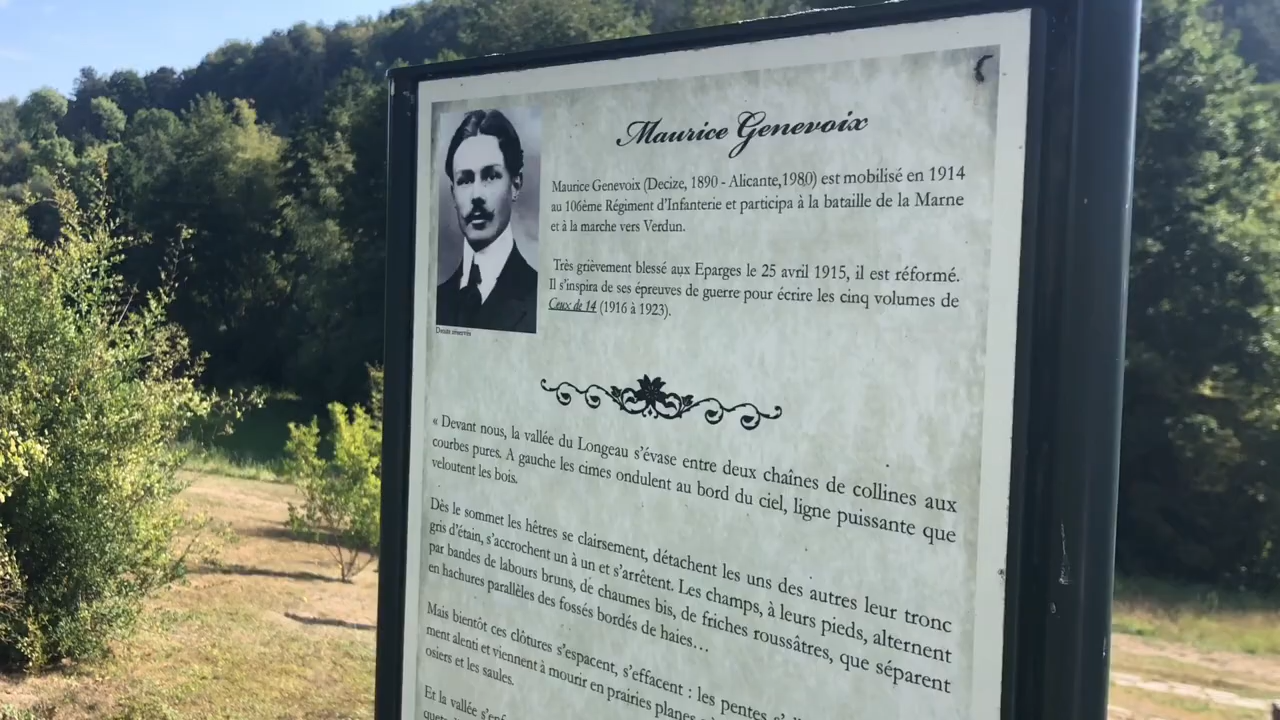 Maurice Genevoix
Maurice Genevoix (Decize, 1890 - Alicante,1980) est mobilisé en 1914
au 106ème Régiment d'Infanterie et participa à la bataille de la Marne
et à la marche vers Verdun.
Très grièvement blessé aux Eparges le 25 avril 1915, il est réformé.
Il s'inspira de ses épreuves de guerre pour écrire les cinq volumes de
Ceux de 14 (1916 à 1923).
Droits réservés
« Devant nous, la vallée du Longeau s'évase entre deux chaînes de collines aux
courbes pures. A gauche les cimes ondulent au bord du ciel, ligne puissante que
veloutent les bois.
Dès le sommet les hêtres se clairsement, détachent les uns des autres leur tronc
gris d'étain, s'accrochent un à un et s'arrêtent. Les champs, à leurs pieds, alternent
par bandes de labours bruns, de chaumes bis, de friches roussâtres, que séparent
en hachures parallèles des fossés bordés de haies…
Mais bientôt ces clôtures s'espacent, s'effacent : les pentes
ment alenti et viennent à mourir en prairies planes
osiers et les saules.
Et la vallée